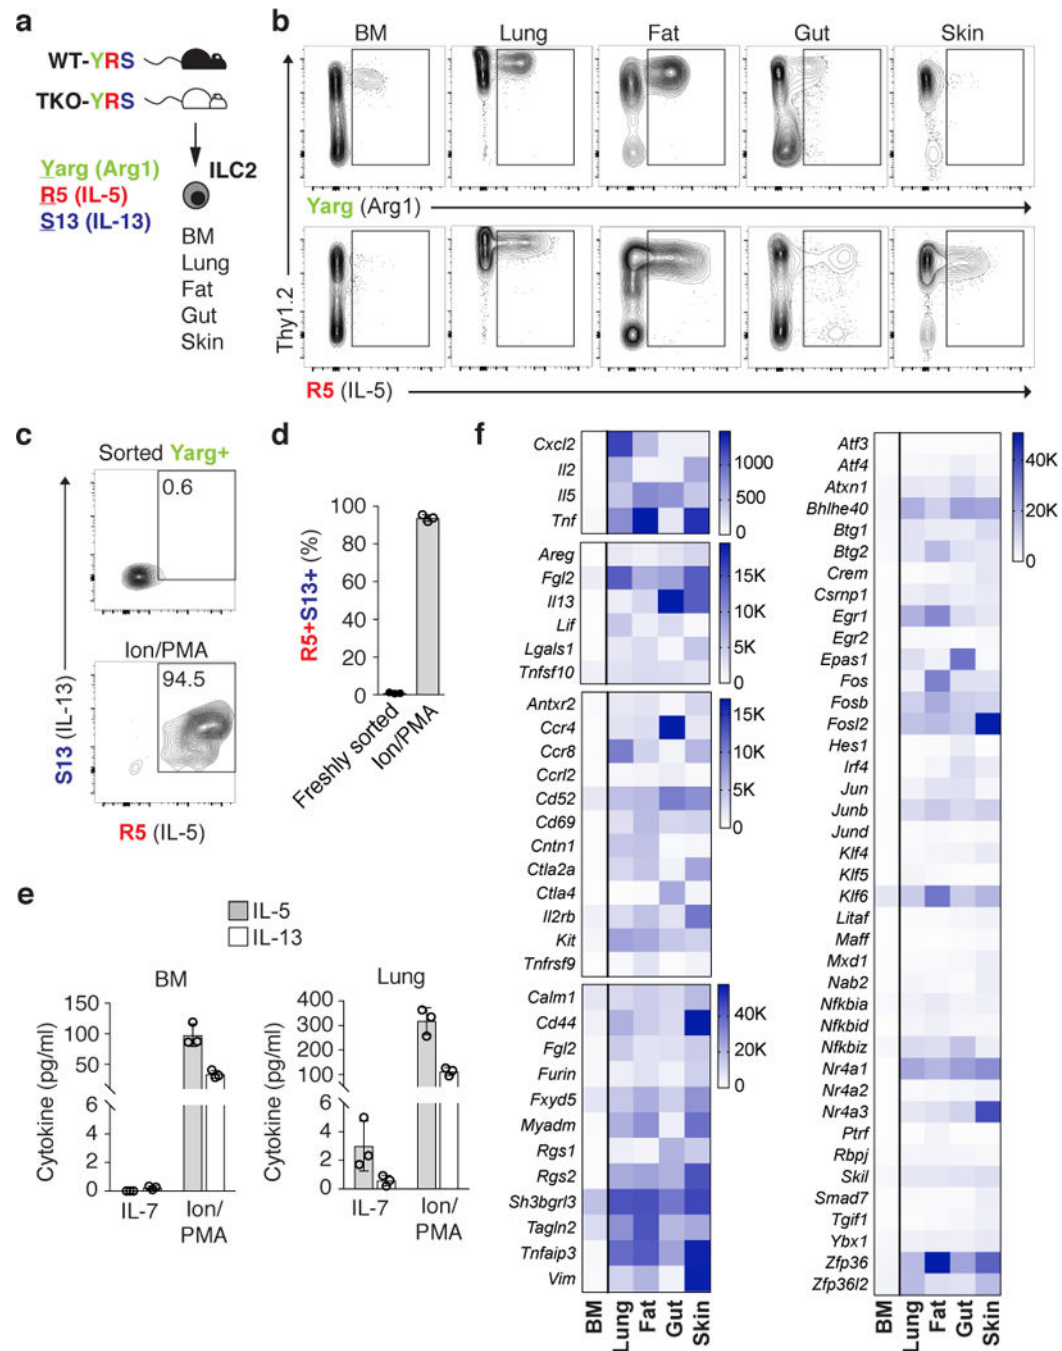 a
WT-YRS
TKO-YRS
ILC2
Yarg (Arg1)
R5 (IL-5)
S13 (IL-13)
BM
Lung
Fat
Gut
Skin
b
BM Lung Fat Gut Skin
Thy1.2
Yarg (Arg1)
R5 (IL-5)
c
Sorted Yarg+
0.6
Ion/PMA
94.5
S13 (IL-13)
R5 (IL-5)
d
R5+S13+ (%)
100
80
60
40
20
0
Freshly sorted
Ion/PMA
e
IL-5
IL-13
BM
Cytokine (pg/ml)
150
100
50
6
4
2
0
IL-7 Ion/
PMA
Lung
Cytokine (pg/ml)
400
300
200
100
6
4
2
0
IL-7 Ion/
PMA
f
Cxcl2
Il2
Il5
Tnf
1000
500
0
Areg
Fgl2
Il13
Lif
Lgals1
Tnfsf10
15K
10K
5K
0
Antxr2
Ccr4
Ccr8
Ccrl2
Cd52
Cd69
Cntn1
Ctla2a
Ctla4
Il2rb
Kit
Tnfrsf9
15K
10K
5K
0
Calm1
Cd44
Fgl2
Furin
Fxyd5
Myadm
Rgs1
Rgs2
Sh3bgrl3
Tagln2
Tnfaip3
Vim
40K
20K
0
BM Lung Fat Gut Skin
Atf3
Atf4
Atxn1
Bhlhe40
Btg1
Btg2
Crem
Csrnp1
Egr1
Egr2
Epas1
Fos
Fosb
Fosl2
Hes1
Irf4
Jun
Junb
Jund
Klf4
Klf5
Klf6
Litaf
Maff
Mxd1
Nab2
Nfkbia
Nfkbid
Nfkbiz
Nr4a1
Nr4a2
Nr4a3
Ptrf
Rbpj
Skil
Smad7
Tgif1
Ybx1
Zfp36
Zfp36l2
40K
20K
0
BM Lung Fat Gut Skin